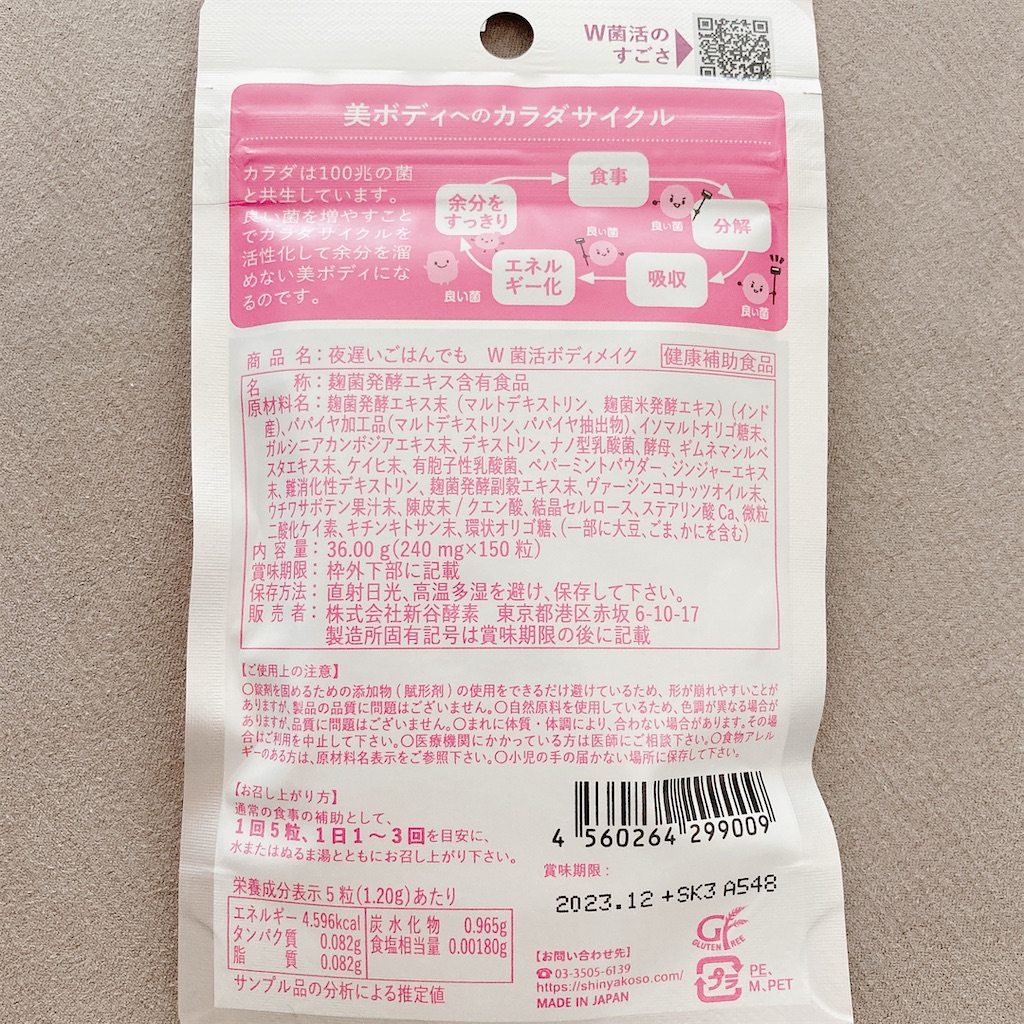 W菌活の
すごさ
美ボディへのカラダサイクル
カラダは100兆の菌
と共生しています。
良い菌を増やすこと
でカラダサイクルを
活性化して余分を溜
めない美ボディにな
るのです。
食事
良い菌
分解
良い菌
吸収
良い菌
エネル
ギー化
良い菌
余分を
すっきり
商品名：夜遅いごはんでも W菌活ボディメイク 健康補助食品
名称：麹菌発酵エキス含有食品
原材料名：麹菌発酵エキス末（マルトデキストリン、麹菌米発酵エキス）（インド
産）、パパイヤ加工品（マルトデキストリン、パパイヤ抽出物）、イソマルトオリゴ糖末、
ガルシニアカンボジアエキス末、デキストリン、ナノ型乳酸菌、酵母、ギムネマシルベ
スタエキス末、ケイヒ末、有胞子性乳酸菌、ペパーミントパウダー、ジンジャーエキス
末、難消化性デキストリン、麹菌発酵副穀エキス末、ヴァージンココナッツオイル末、
ウチワサボテン果汁末、陳皮末 / クエン酸、結晶セルロース、ステアリン酸Ca、微粒
二酸化ケイ素、キチンキトサン末、環状オリゴ糖、（一部に大豆、ごま、かにを含む）
内容量：36.00 g（240 mg×150 粒）
賞味期限：枠外下部に記載
保存方法：直射日光、高温多湿を避け、保存して下さい。
販売者：株式会社新谷酵素 東京都港区赤坂 6-10-17
製造所固有記号は賞味期限の後に記載
【ご使用上の注意】
○錠剤を固めるための添加物（賦形剤）の使用をできるだけ避けているため、形が崩れやすいことが
ありますが、製品の品質に問題はございません。○自然原料を使用しているため、色調が異なる場合が
ありますが、品質に問題はございません。○まれに体質・体調により、合わない場合があります。その場
合はご利用を中止して下さい。○医療機関にかかっている方は医師にご相談下さい。○食物アレル
ギーのある方は、原材料名表示をご参照下さい。○小児の手の届かない場所に保存して下さい。
【お召し上がり方】
通常の食事の補助として、
1回5粒、1日1〜3回を目安に、
水またはぬるま湯とともにお召し上がり下さい。
4 560264 299009
賞味期限：
2023.12 +SK3 A548
栄養成分表示 5 粒（1.20g）あたり
エネルギー 4.596kcal 炭水化物 0.965g
タンパク質 0.082g 食塩相当量 0.00180g
脂質 0.082g
サンプル品の分析による推定値
GF
GLUTEN FREE
【お問い合わせ先】
☎03-3505-6139
https://shinyakoso.com/
MADE IN JAPAN
プラ
PE、
M、PET